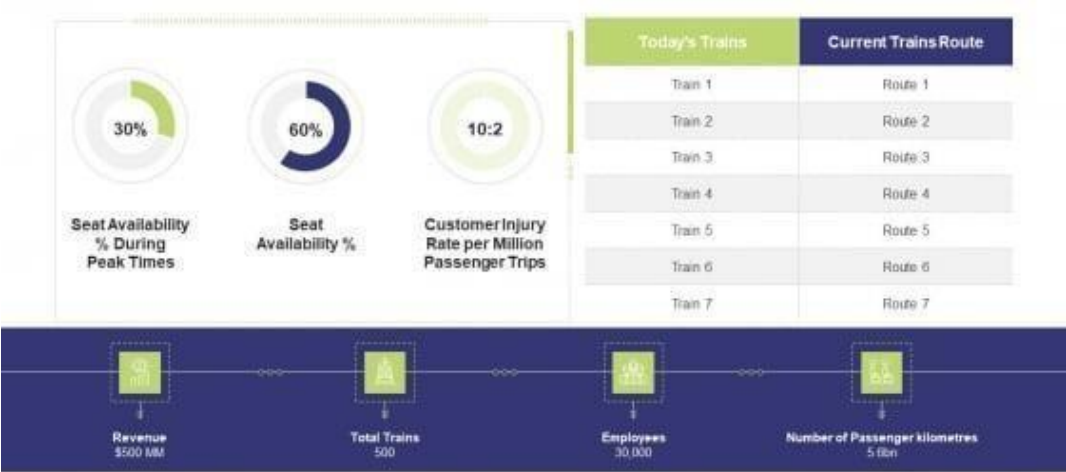 30%
60%
10:2
Seat Availability
% During
Peak Times
Seat
Availability %
Customer Injury
Rate per Million
Passenger Trips
Today's Trains Current Trains Route
Train 1 Route 1
Train 2 Route 2
Train 3 Route 3
Train 4 Route 4
Train 5 Route 5
Train 6 Route 6
Train 7 Route 7
Revenue
$500 MM
Total Trains
500
Employees
30,000
Number of Passenger kilometres
5.6bn